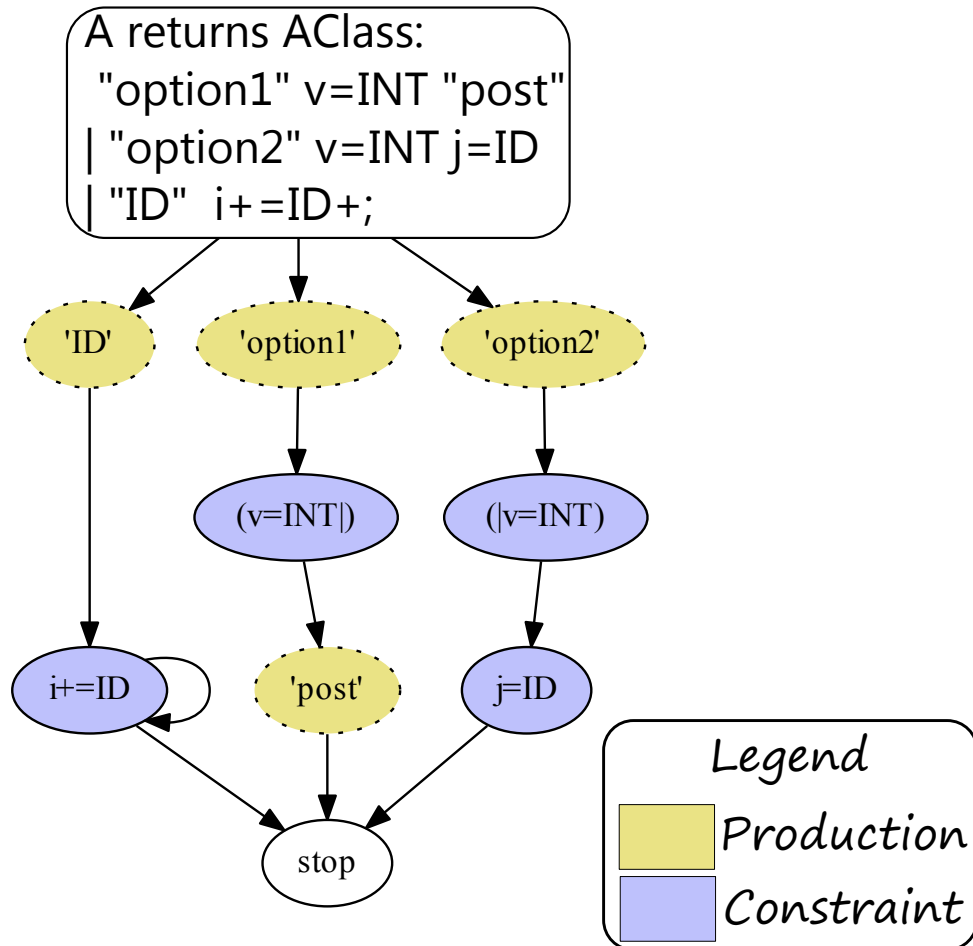 A returns AClass:
"option1" v=INT "post"
| "option2" v=INT j=ID
| "ID"  i+=ID+;
'ID'
'option1'
'option2'
(v=INT|)
(|v=INT)
i+=ID
'post'
j=ID
stop
Legend
Production
Constraint